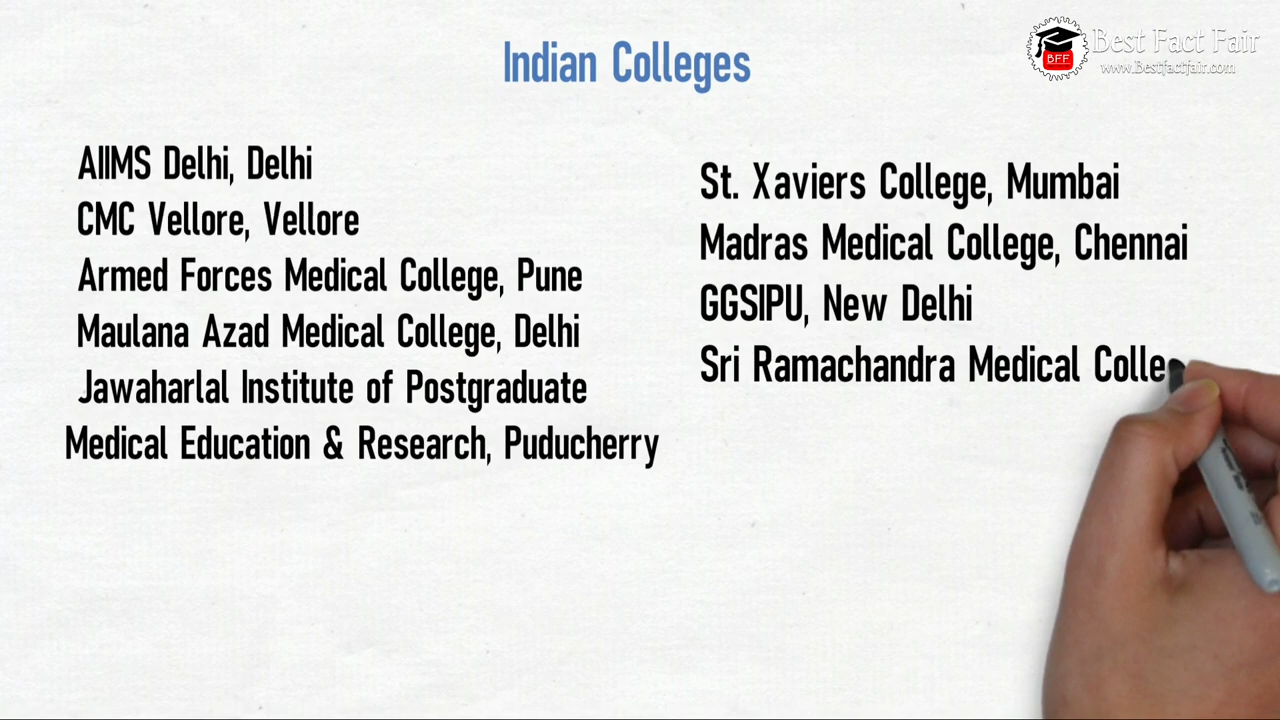 Indian Colleges
Best Fact Fair
BFF
www.Bestfactfair.com
AIIMS Delhi, Delhi
CMC Vellore, Vellore
Armed Forces Medical College, Pune
Maulana Azad Medical College, Delhi
Jawaharlal Institute of Postgraduate
Medical Education & Research, Puducherry
St. Xaviers College, Mumbai
Madras Medical College, Chennai
GGSIPU, New Delhi
Sri Ramachandra Medical Colle